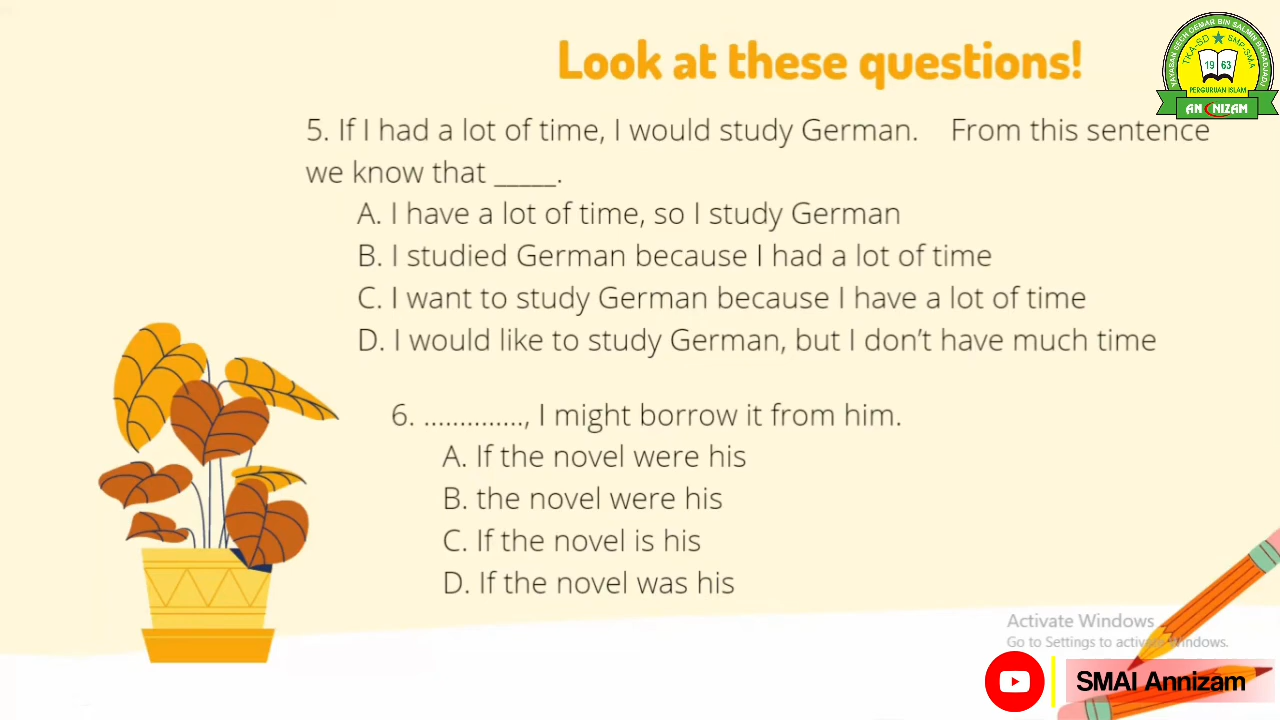 Look at these questions!
5. If I had a lot of time, I would study German. From this sentence
we know that _____.
A. I have a lot of time, so I study German
B. I studied German because I had a lot of time
C. I want to study German because I have a lot of time
D. I would like to study German, but I don't have much time
6. .............., I might borrow it from him.
A. If the novel were his
B. the novel were his
C. If the novel is his
D. If the novel was his
TKA-SD
SMP-SMA
19 63
PERGURUAN ISLAM
AN NIZAM
Activate Windows
Go to Settings to activate Windows.
SMAI Annizam